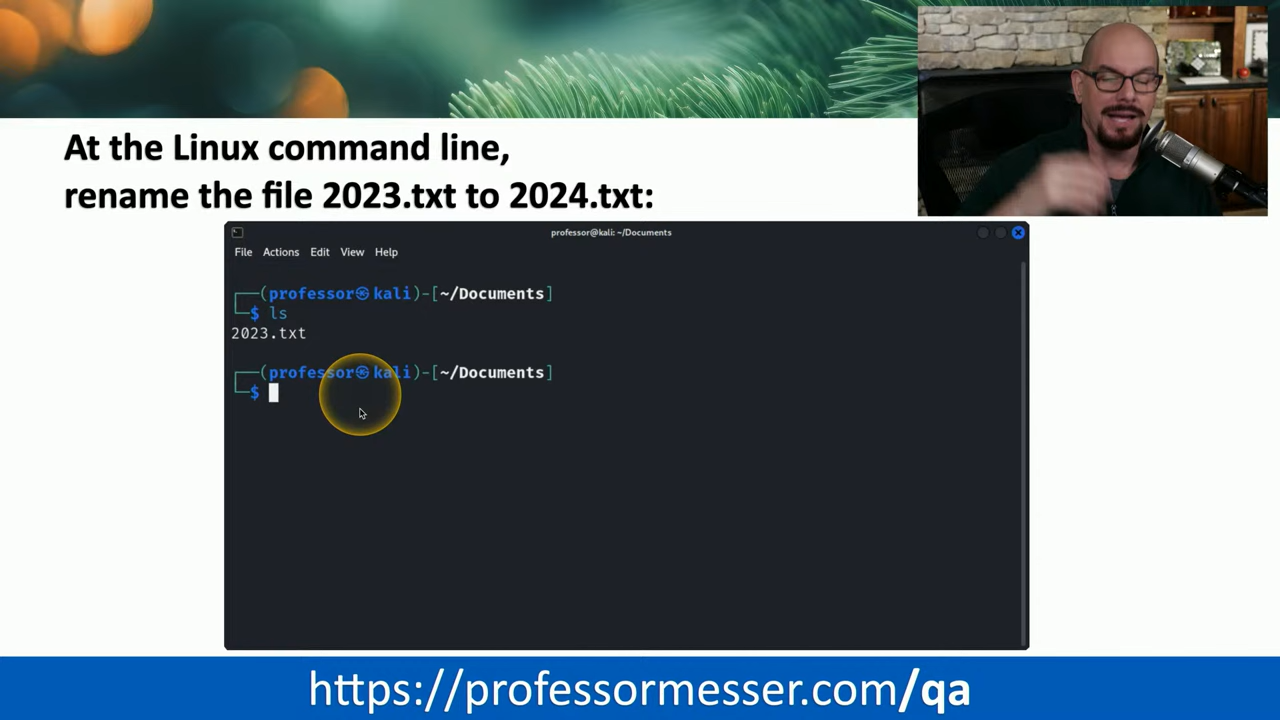 At the Linux command line,
rename the file 2023.txt to 2024.txt:
professor@kali: ~/Documents
File Actions Edit View Help
┌──(professor㉿kali)-[~/Documents]
└─$ ls
2023.txt
┌──(professor㉿kali)-[~/Documents]
└─$
https://professormesser.com/qa